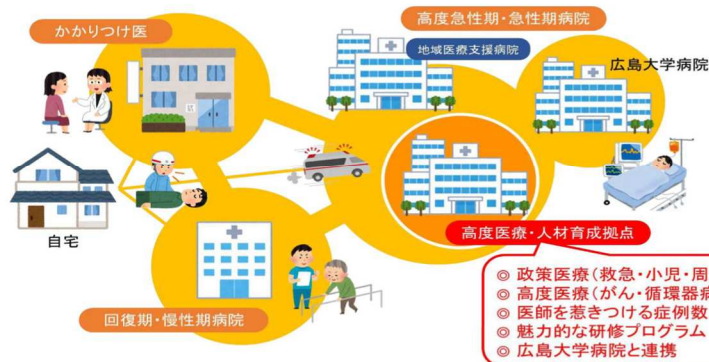 かかりつけ医
高度急性期・急性期病院
地域医療支援病院
広島大学病院
自宅
高度医療・人材育成拠点
回復期・慢性期病院
◎ 政策医療(救急・小児・周
◎ 高度医療(がん・循環器病
◎ 医師を惹きつける症例数
◎ 魅力的な研修プログラム
◎ 広島大学病院と連携